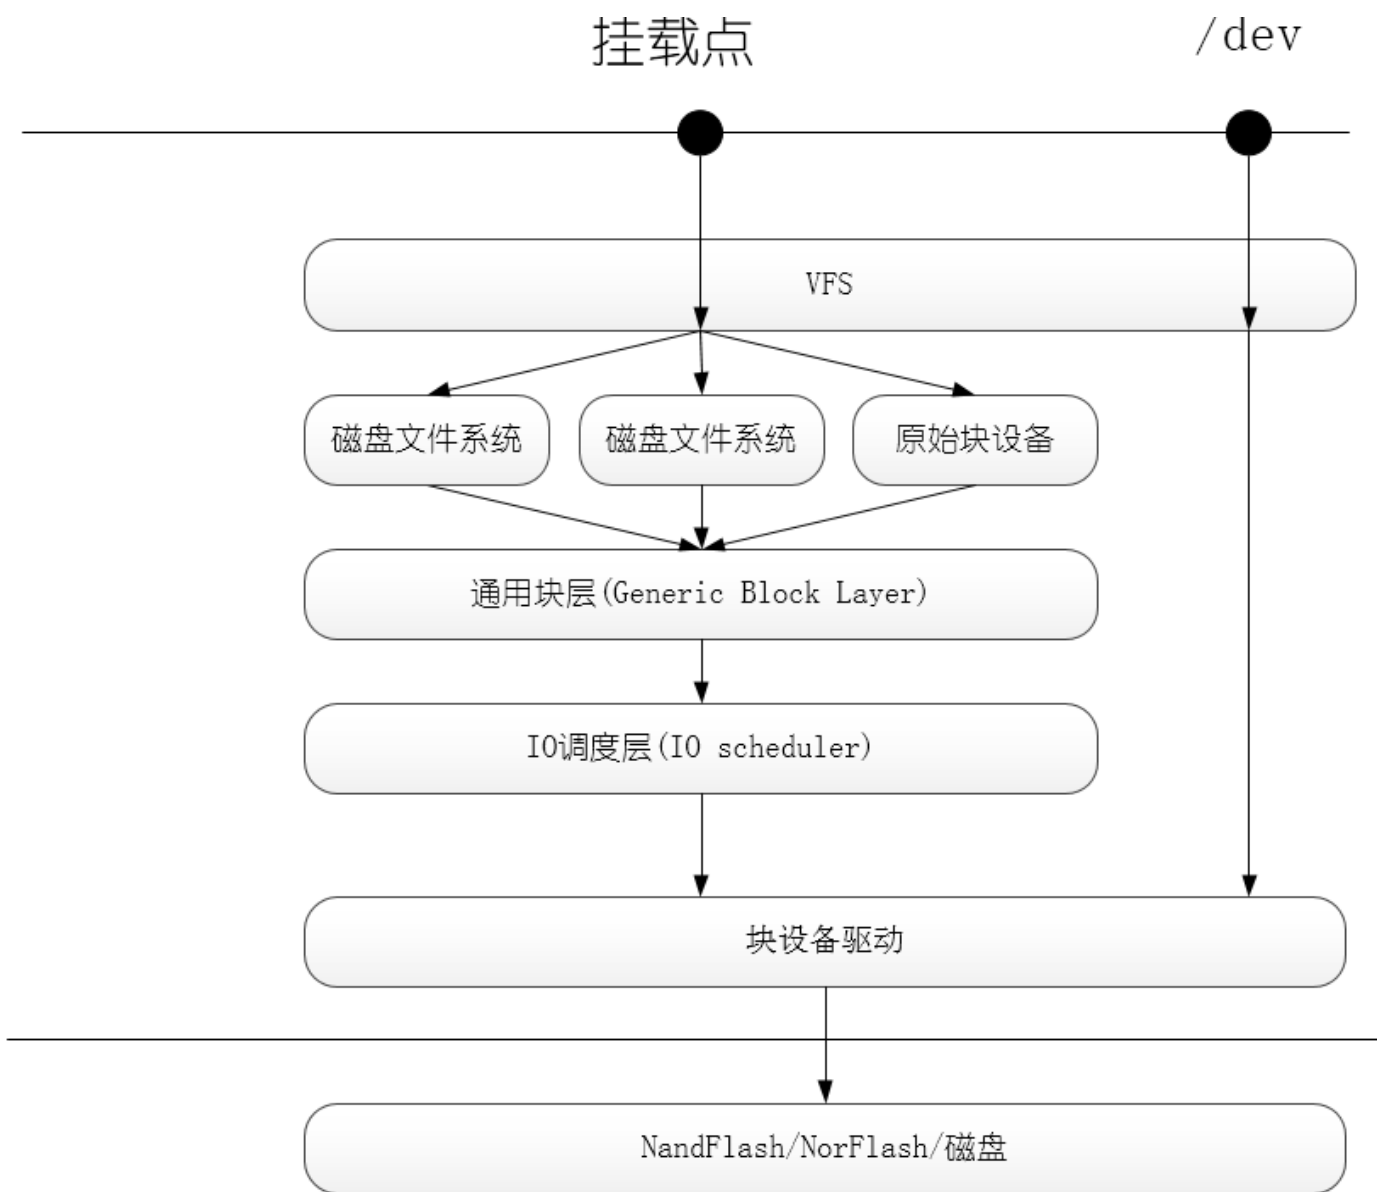 挂载点
/dev
VFS
磁盘文件系统
磁盘文件系统
原始块设备
通用块层(Generic Block Layer)
IO调度层(IO scheduler)
块设备驱动
NandFlash/NorFlash/磁盘